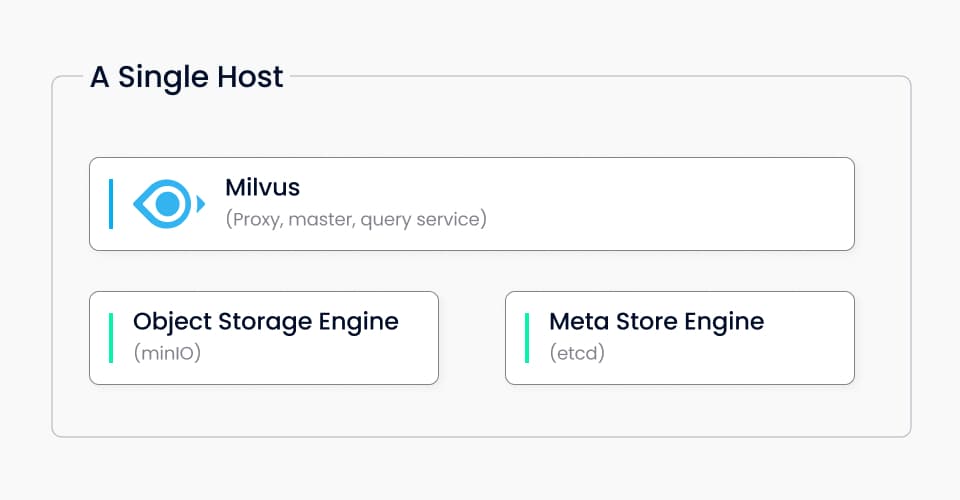 A Single Host
Milvus
(Proxy, master, query service)
Object Storage Engine
(minIO)
Meta Store Engine
(etcd)